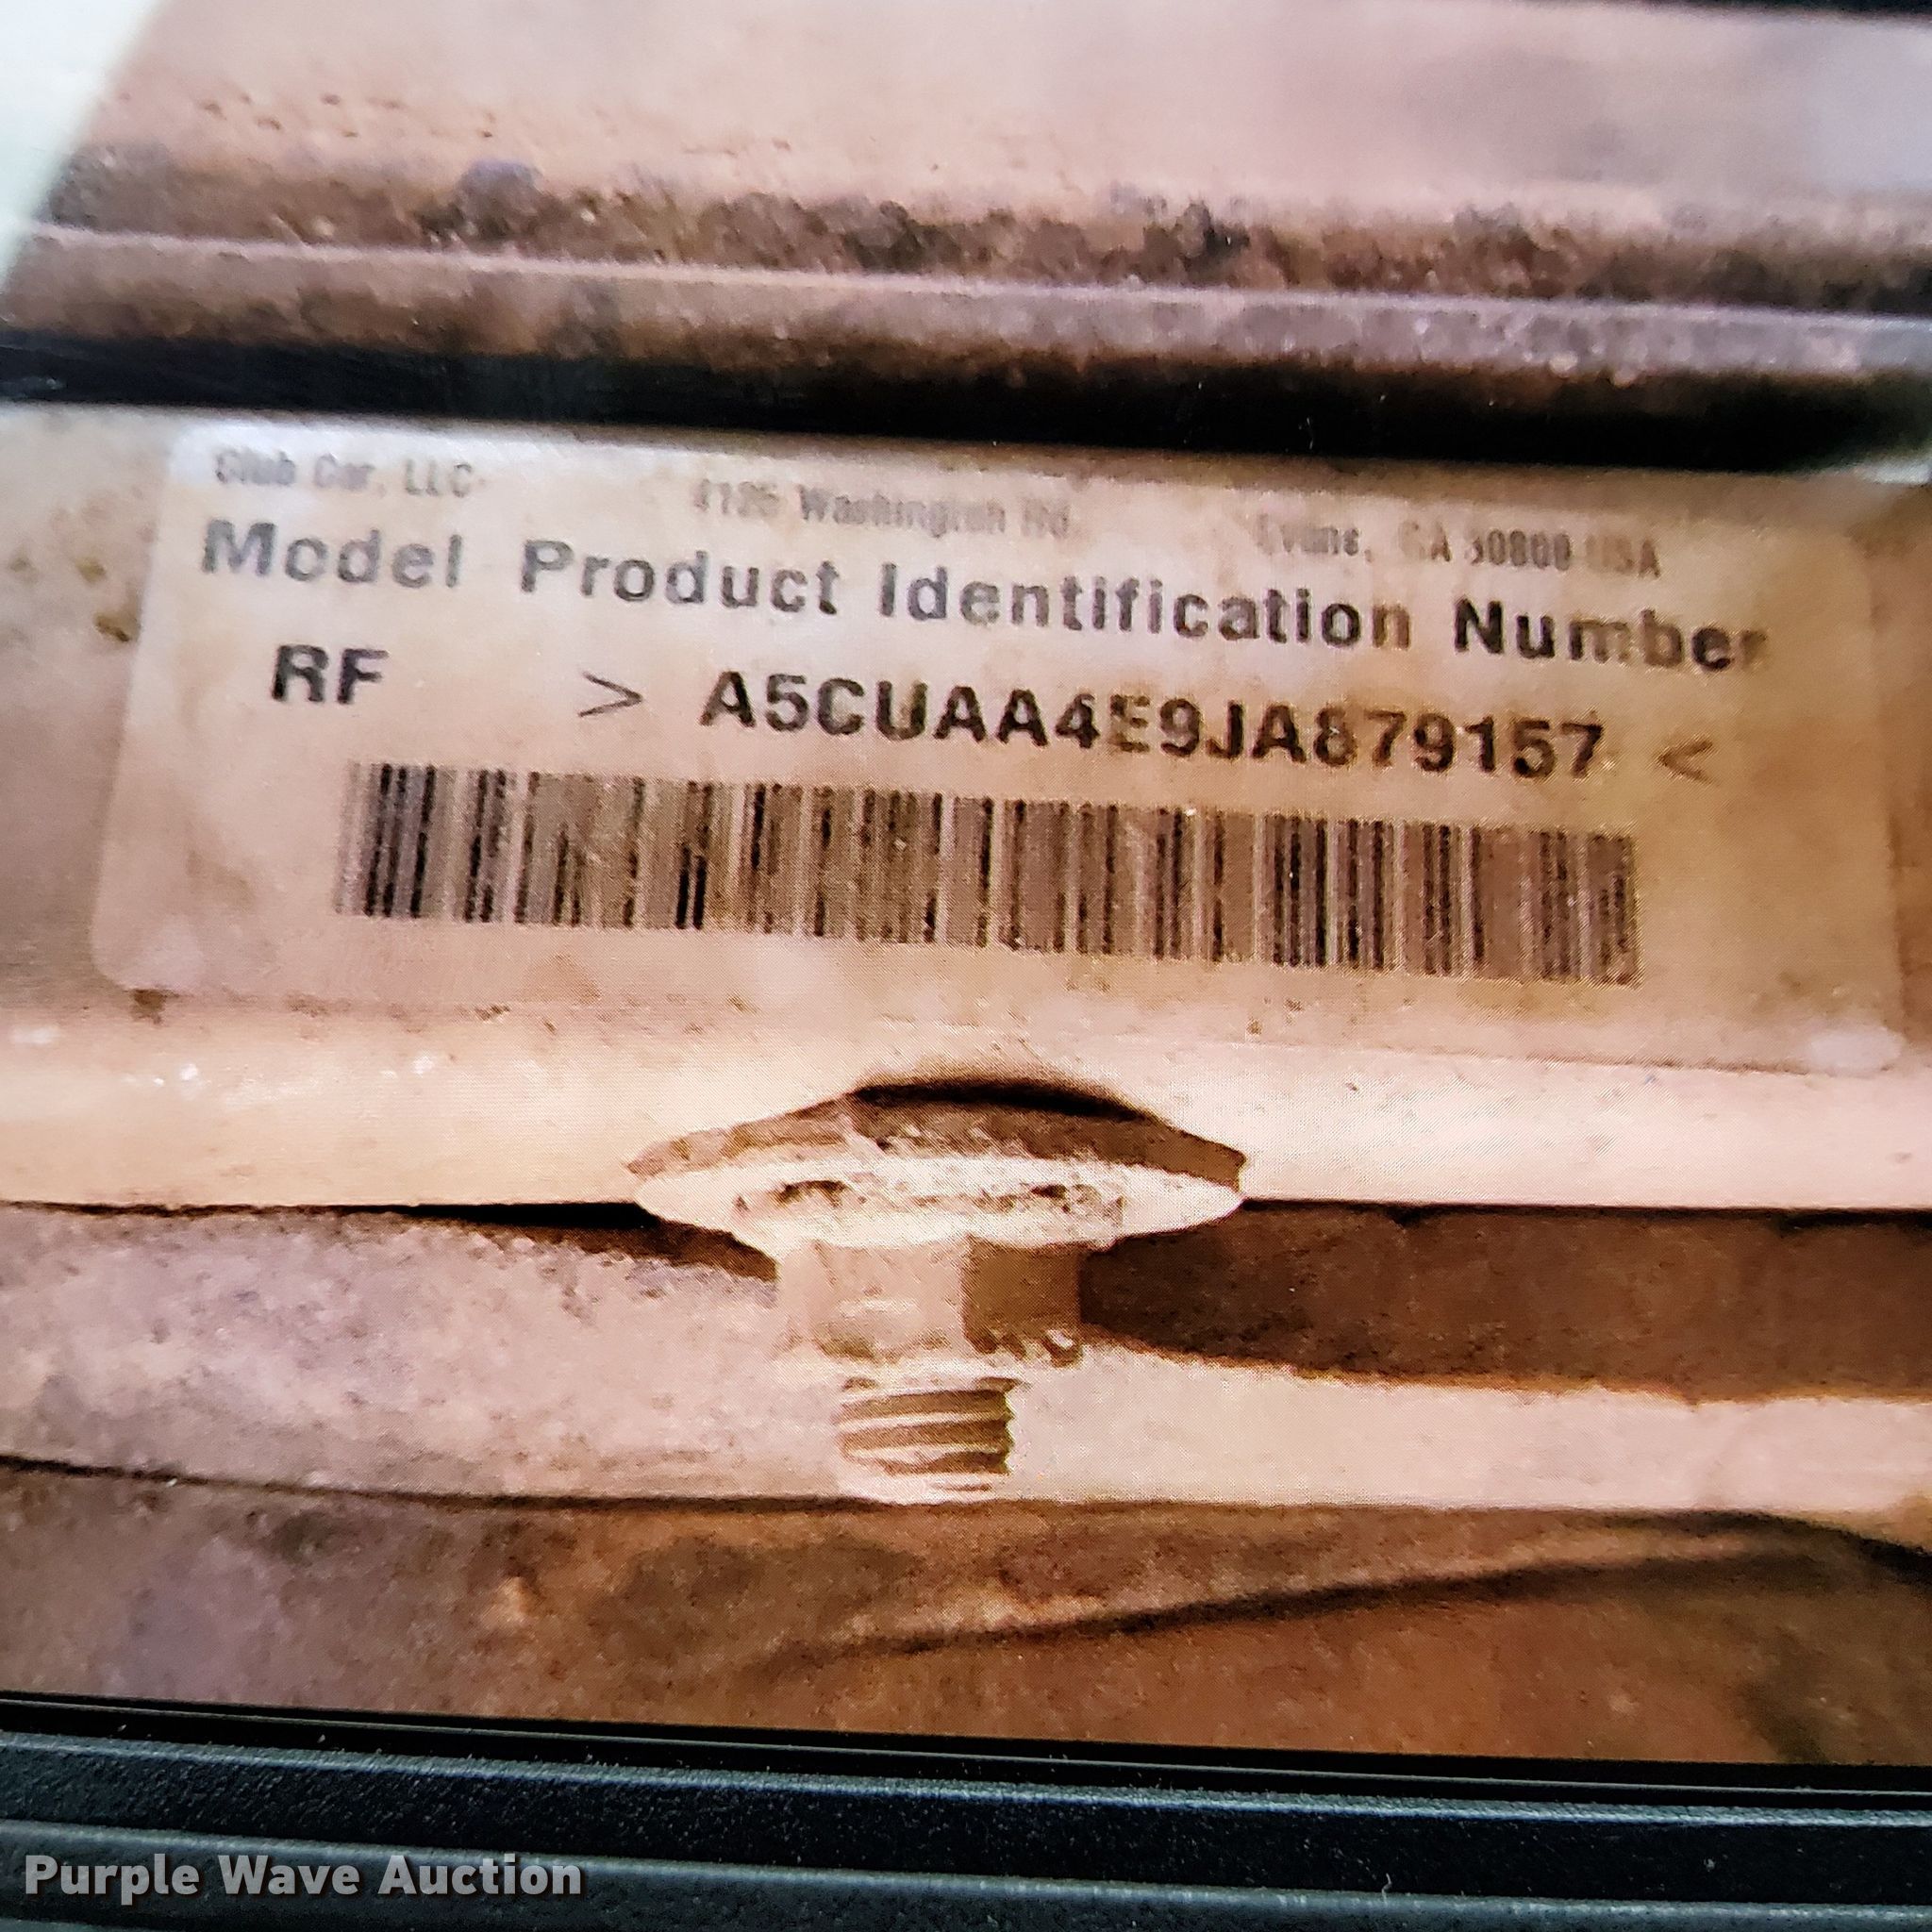 Club Car, LLC 4125 Washington Rd. Evans, GA 30809 USA
Model Product Identification Number
RF > A5CUAA4E9JA879157 <
Purple Wave Auction